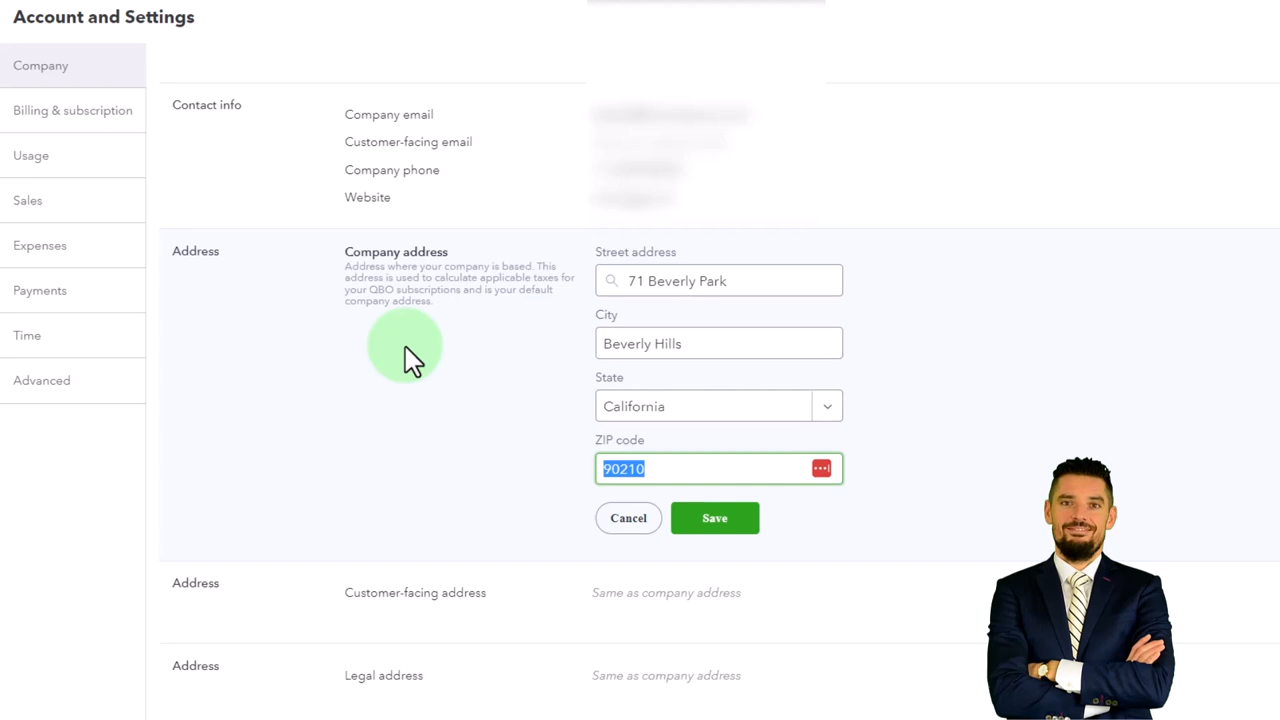 Account and Settings
Company
Billing & subscription
Usage
Sales
Expenses
Payments
Time
Advanced
Contact info
Company email
Customer-facing email
Company phone
Website
Address
Company address
Address where your company is based. This
address is used to calculate applicable taxes for
your QBO subscriptions and is your default
company address.
Street address
71 Beverly Park
City
Beverly Hills
State
California
ZIP code
90210
Cancel
Save
Address
Customer-facing address
Same as company address
Address
Legal address
Same as company address